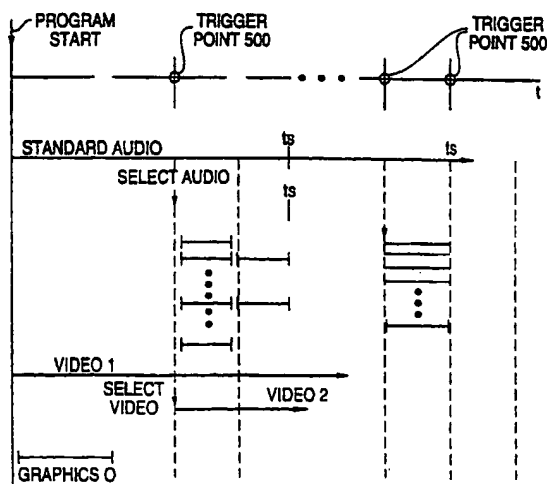 PROGRAM
START
TRIGGER
POINT 500
TRIGGER
POINT 500
t
STANDARD AUDIO
ts
ts
SELECT AUDIO
ts
VIDEO 1
SELECT
VIDEO
VIDEO 2
GRAPHICS O